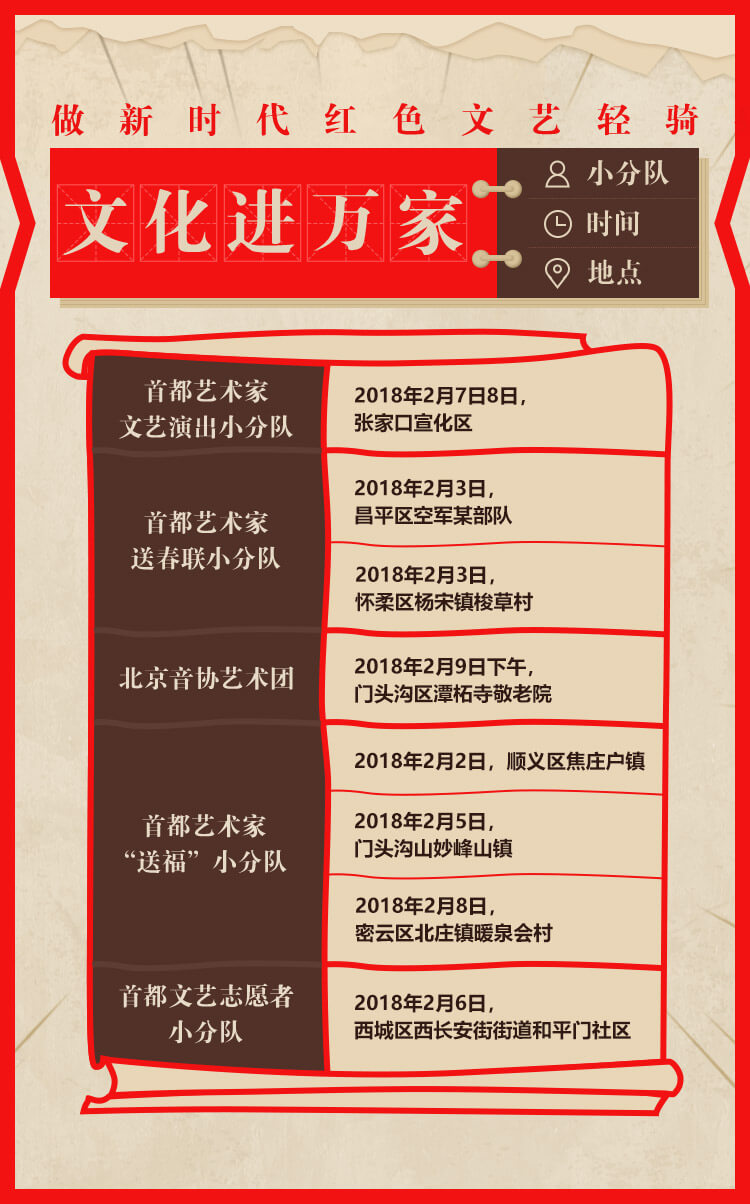 做新时代红色文艺轻骑
文化进万家
小分队
时间
地点
首都艺术家
文艺演出小分队
2018年2月7日8日，
张家口宣化区
首都艺术家
送春联小分队
2018年2月3日，
昌平区空军某部队
2018年2月3日，
怀柔区杨宋镇梭草村
北京音协艺术团
2018年2月9日下午，
门头沟区潭柘寺敬老院
首都艺术家
“送福”小分队
2018年2月2日，顺义区焦庄户镇
2018年2月5日，
门头沟山妙峰山镇
2018年2月8日，
密云区北庄镇暖泉会村
首都文艺志愿者
小分队
2018年2月6日，
西城区西长安街街道和平门社区